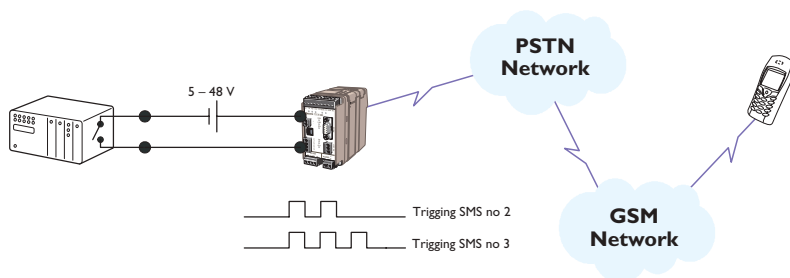 PSTN
Network
5 – 48 V
Trigging SMS no 2
Trigging SMS no 3
GSM
Network